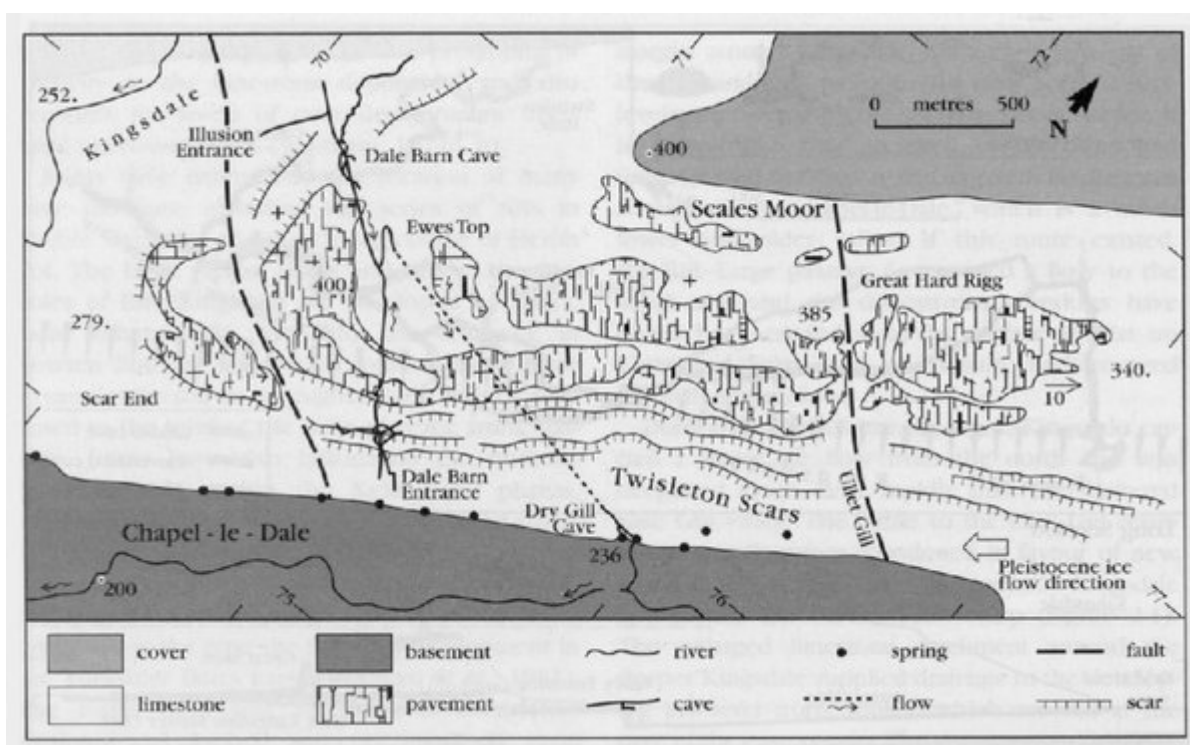 252.
Kingsdale
70
71
72
0 metres 500
N
Illusion
Entrance
Dale Barn Cave
400
Ewes Top
Scales Moor
400.
Great Hard Rigg
279.
385
340.
10
Scar End
Dale Barn
Entrance
Twisleton
Scars
Dry Gill
Cave
Ullet Gill
Chapel - le - Dale
236
Pleistocene ice
flow direction
200
75
76
77
cover
basement
river
spring
fault
limestone
pavement
cave
flow
scar